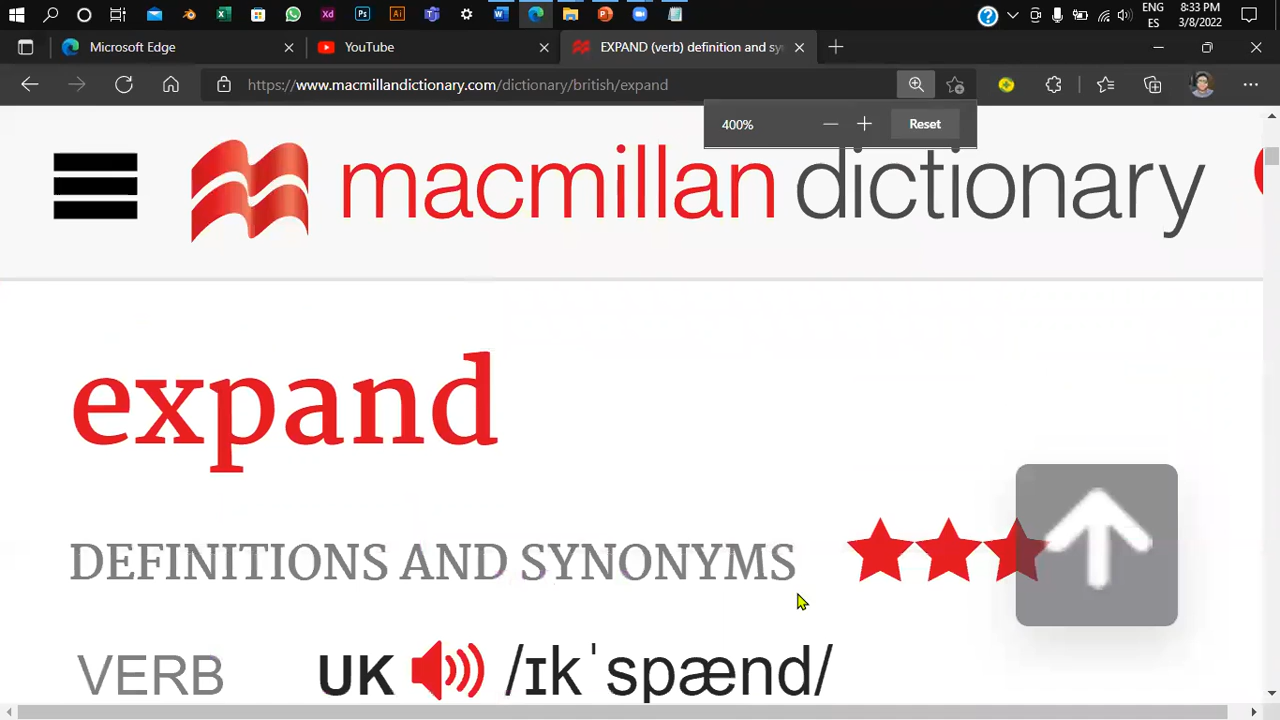 ENG
ES
8:33 PM
3/8/2022
Microsoft Edge
YouTube
EXPAND (verb) definition and sy
https://www.macmillandictionary.com/dictionary/british/expand
400%
Reset
macmillan dictionary
expand
DEFINITIONS AND SYNONYMS
VERB UK /ɪkˈspænd/